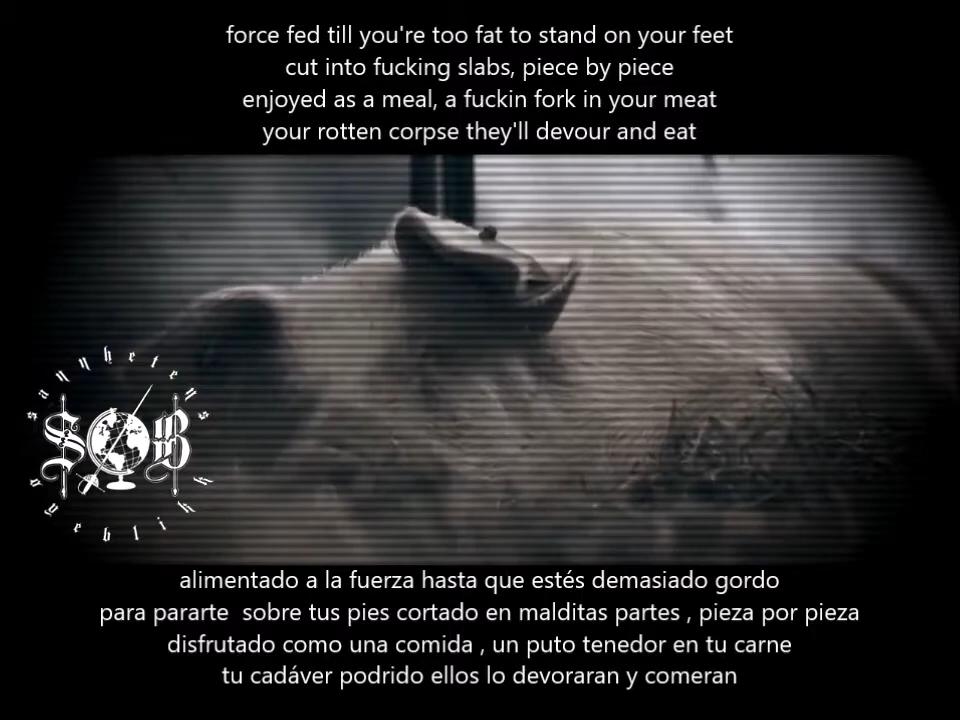 force fed till you're too fat to stand on your feet
cut into fucking slabs, piece by piece
enjoyed as a meal, a fuckin fork in your meat
your rotten corpse they'll devour and eat
sannhetens
SOB
øyeblikk
alimentado a la fuerza hasta que estés demasiado gordo
para pararte  sobre tus pies cortado en malditas partes , pieza por pieza
disfrutado como una comida , un puto tenedor en tu carne
tu cadáver podrido ellos lo devoraran y comeran